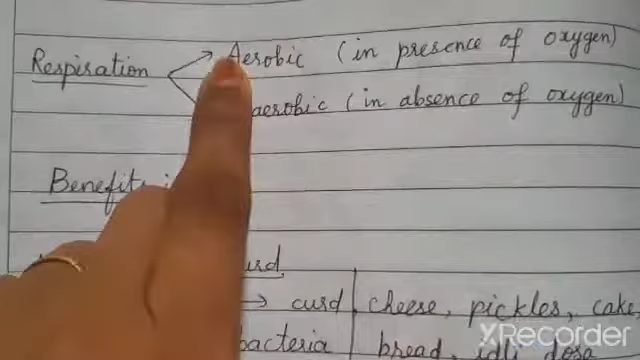 Respiration Aerobic (in presence of oxygen)
aerobic (in absence of oxygen)
Benefit
urd
→ curd, cheese, pickles, cake,
bacteria bread, idli, dosa
XRecorder